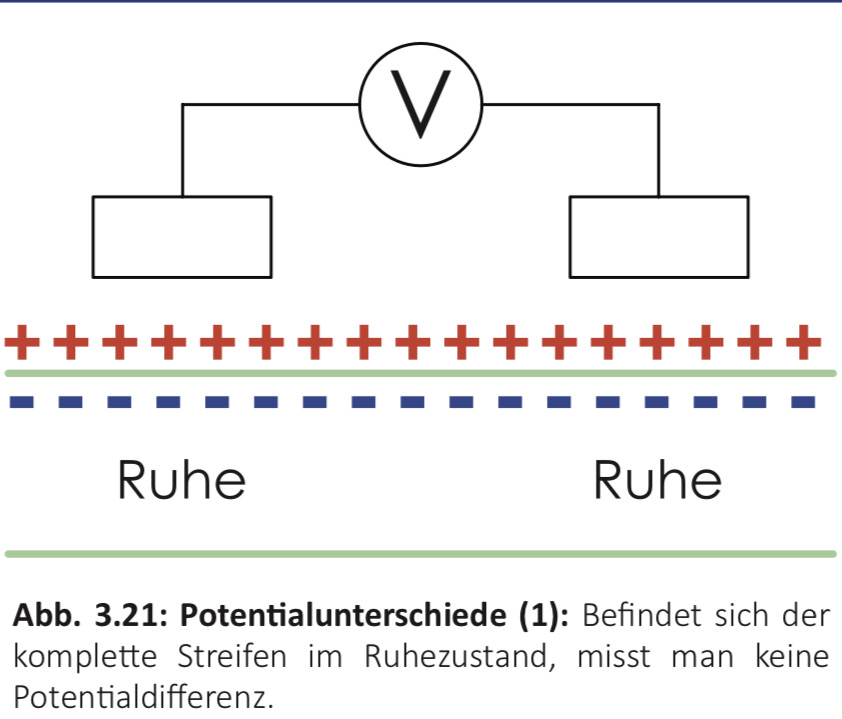 V
Ruhe Ruhe
Abb. 3.21: Potentialunterschiede (1): Befindet sich der
komplette Streifen im Ruhezustand, misst man keine
Potentialdifferenz.